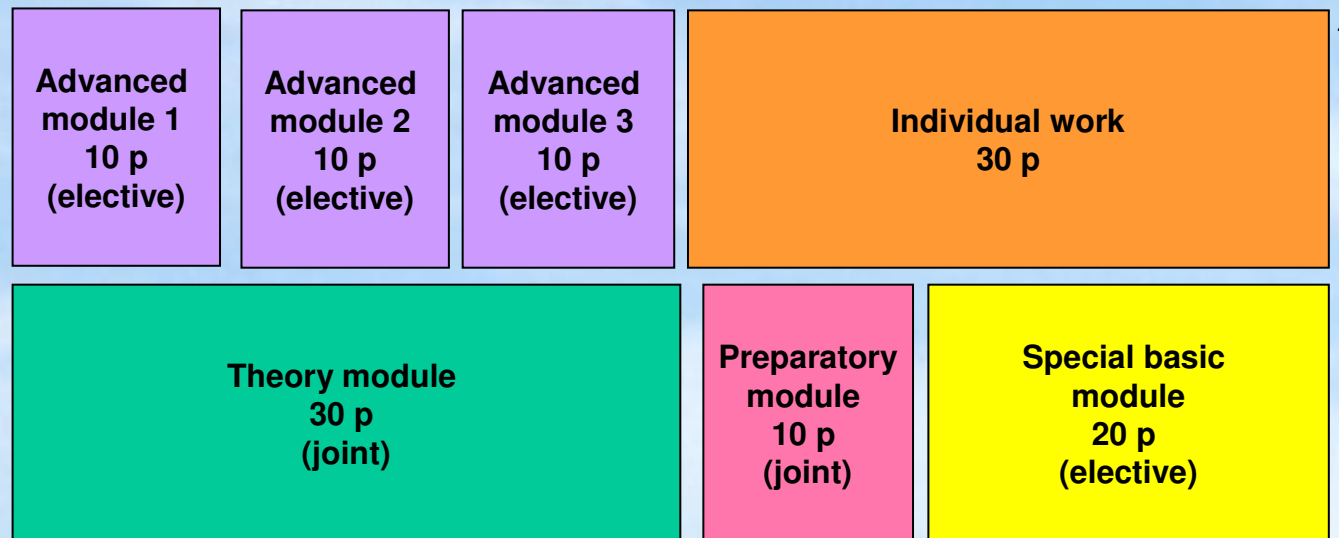 Advanced
module 1
10 p
(elective)
Advanced
module 2
10 p
(elective)
Advanced
module 3
10 p
(elective)
Individual work
30 p
Theory module
30 p
(joint)
Preparatory
module
10 p
(joint)
Special basic
module
20 p
(elective)